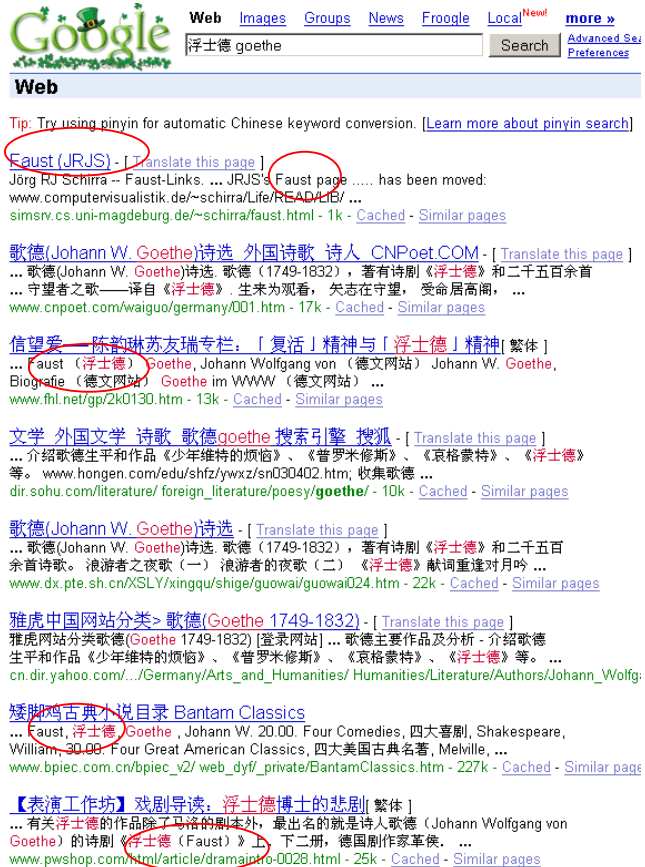 Google
Web Images Groups News Froogle Local New! more »
浮士德 goethe Search Advanced Sea
Preferences
Web
Tip: Try using pinyin for automatic Chinese keyword conversion. [Learn more about pinyin search]
Faust (JRJS) - [ Translate this page ]
Jörg RJ Schirra -- Faust-Links. ... JRJS's Faust page ..... has been moved:
www.computervisualistik.de/~schirra/Life/READ/LIB/ ...
simsrv.cs.uni-magdeburg.de/~schirra/faust.html - 1k - Cached - Similar pages
歌德(Johann W. Goethe)诗选 外国诗歌 诗人 CNPoet.COM - [ Translate this page ]
... 歌德(Johann W. Goethe)诗选. 歌德（1749-1832），著有诗剧《浮士德》和二千五百余首
... 守望者之歌——译自《浮士德》. 生来为观看， 矢志在守望， 受命居高阁， ...
www.cnpoet.com/waiguo/germany/001.htm - 17k - Cached - Similar pages
信望爱——陈韵琳苏友瑞专栏：「复活」精神与「浮士德」精神[ 繁体 ]
... Faust （浮士德） Goethe, Johann Wolfgang von （德文网站） Johann W. Goethe,
Biografie （德文网站） Goethe im WWW （德文网站） ...
www.fhl.net/gp/2k0130.htm - 13k - Cached - Similar pages
文学 外国文学 诗歌 歌德goethe 搜索引擎 搜狐 - [ Translate this page ]
... 介绍歌德生平和作品《少年维特的烦恼》、《普罗米修斯》、《哀格蒙特》、《浮士德》
等。 www.hongen.com/edu/shfz/ywxz/sn030402.htm; 收集歌德 ...
dir.sohu.com/literature/ foreign_literature/poesy/goethe/ - 10k - Cached - Similar pages
歌德(Johann W. Goethe)诗选 - [ Translate this page ]
... 歌德(Johann W. Goethe)诗选. 歌德（1749-1832），著有诗剧《浮士德》和二千五百
余首诗歌。 浪游者之夜歌（一） 浪游者的夜歌（二） 《浮士德》献词重逢对月吟 ...
www.dx.pte.sh.cn/XSLY/xingqu/shige/guowai/guowai024.htm - 22k - Cached - Similar pages
雅虎中国网站分类> 歌德(Goethe 1749-1832) - [ Translate this page ]
雅虎网站分类歌德(Goethe 1749-1832) [登录网站] ... 歌德主要作品及分析 - 介绍歌德
生平和作品《少年维特的烦恼》、《普罗米修斯》、《哀格蒙特》、《浮士德》等。 ...
cn.dir.yahoo.com/.../Germany/Arts_and_Humanities/ Humanities/Literature/Authors/Johann_Wolfga
矮脚鸡古典小说目录 Bantam Classics
... Faust, 浮士德, Goethe , Johann W. 20.00. Four Comedies, 四大喜剧, Shakespeare,
William, 30.00. Four Great American Classics, 四大美国古典名著, Melville, ...
www.bpiec.com.cn/bpiec_v2/ web_dyf/_private/BantamClassics.htm - 227k - Cached - Similar page
【表演工作坊】戏剧导读：浮士德博士的悲剧[ 繁体 ]
... 有关浮士德的作品除了马洛的剧本外，最出名的就是诗人歌德（Johann Wolfgang von
Goethe）的诗剧《浮士德（Faust）》上、下二册，德国剧作家革侯． ...
www.pwshop.com/html/article/dramaintro-0028.html - 25k - Cached - Similar pages